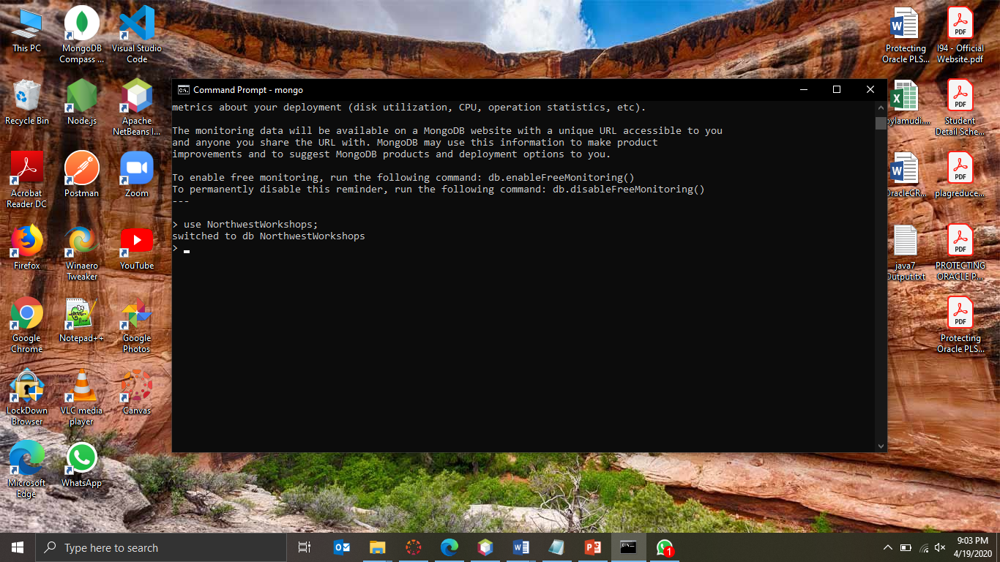 This PC
MongoDB
Compass ...
Visual Studio
Code
Recycle Bin
Node.js
Apache
NetBeans I...
Acrobat
Reader DC
Postman
Zoom
Firefox
Winaero
Tweaker
YouTube
Google
Chrome
Notepad++
Google
Photos
LockDown
Browser
VLC media
player
Canvas
Microsoft
Edge
WhatsApp
Command Prompt - mongo
metrics about your deployment (disk utilization, CPU, operation statistics, etc).
The monitoring data will be available on a MongoDB website with a unique URL accessible to you
and anyone you share the URL with. MongoDB may use this information to make product
improvements and to suggest MongoDB products and deployment options to you.
To enable free monitoring, run the following command: db.enableFreeMonitoring()
To permanently disable this reminder, run the following command: db.disableFreeMonitoring()
---
> use NorthwestWorkshops;
switched to db NorthwestWorkshops
>
Protecting
Oracle PLS...
I94 - Official
Website.pdf
ylamudi....
Student
Detail Sche...
OracleCR...
plagreduce...
java7
Output.txt
PROTECTING
ORACLE P...
Protecting
Oracle PLS...
PDF
PDF
PDF
PDF
PDF
Type here to search
1
9:03 PM
4/19/2020